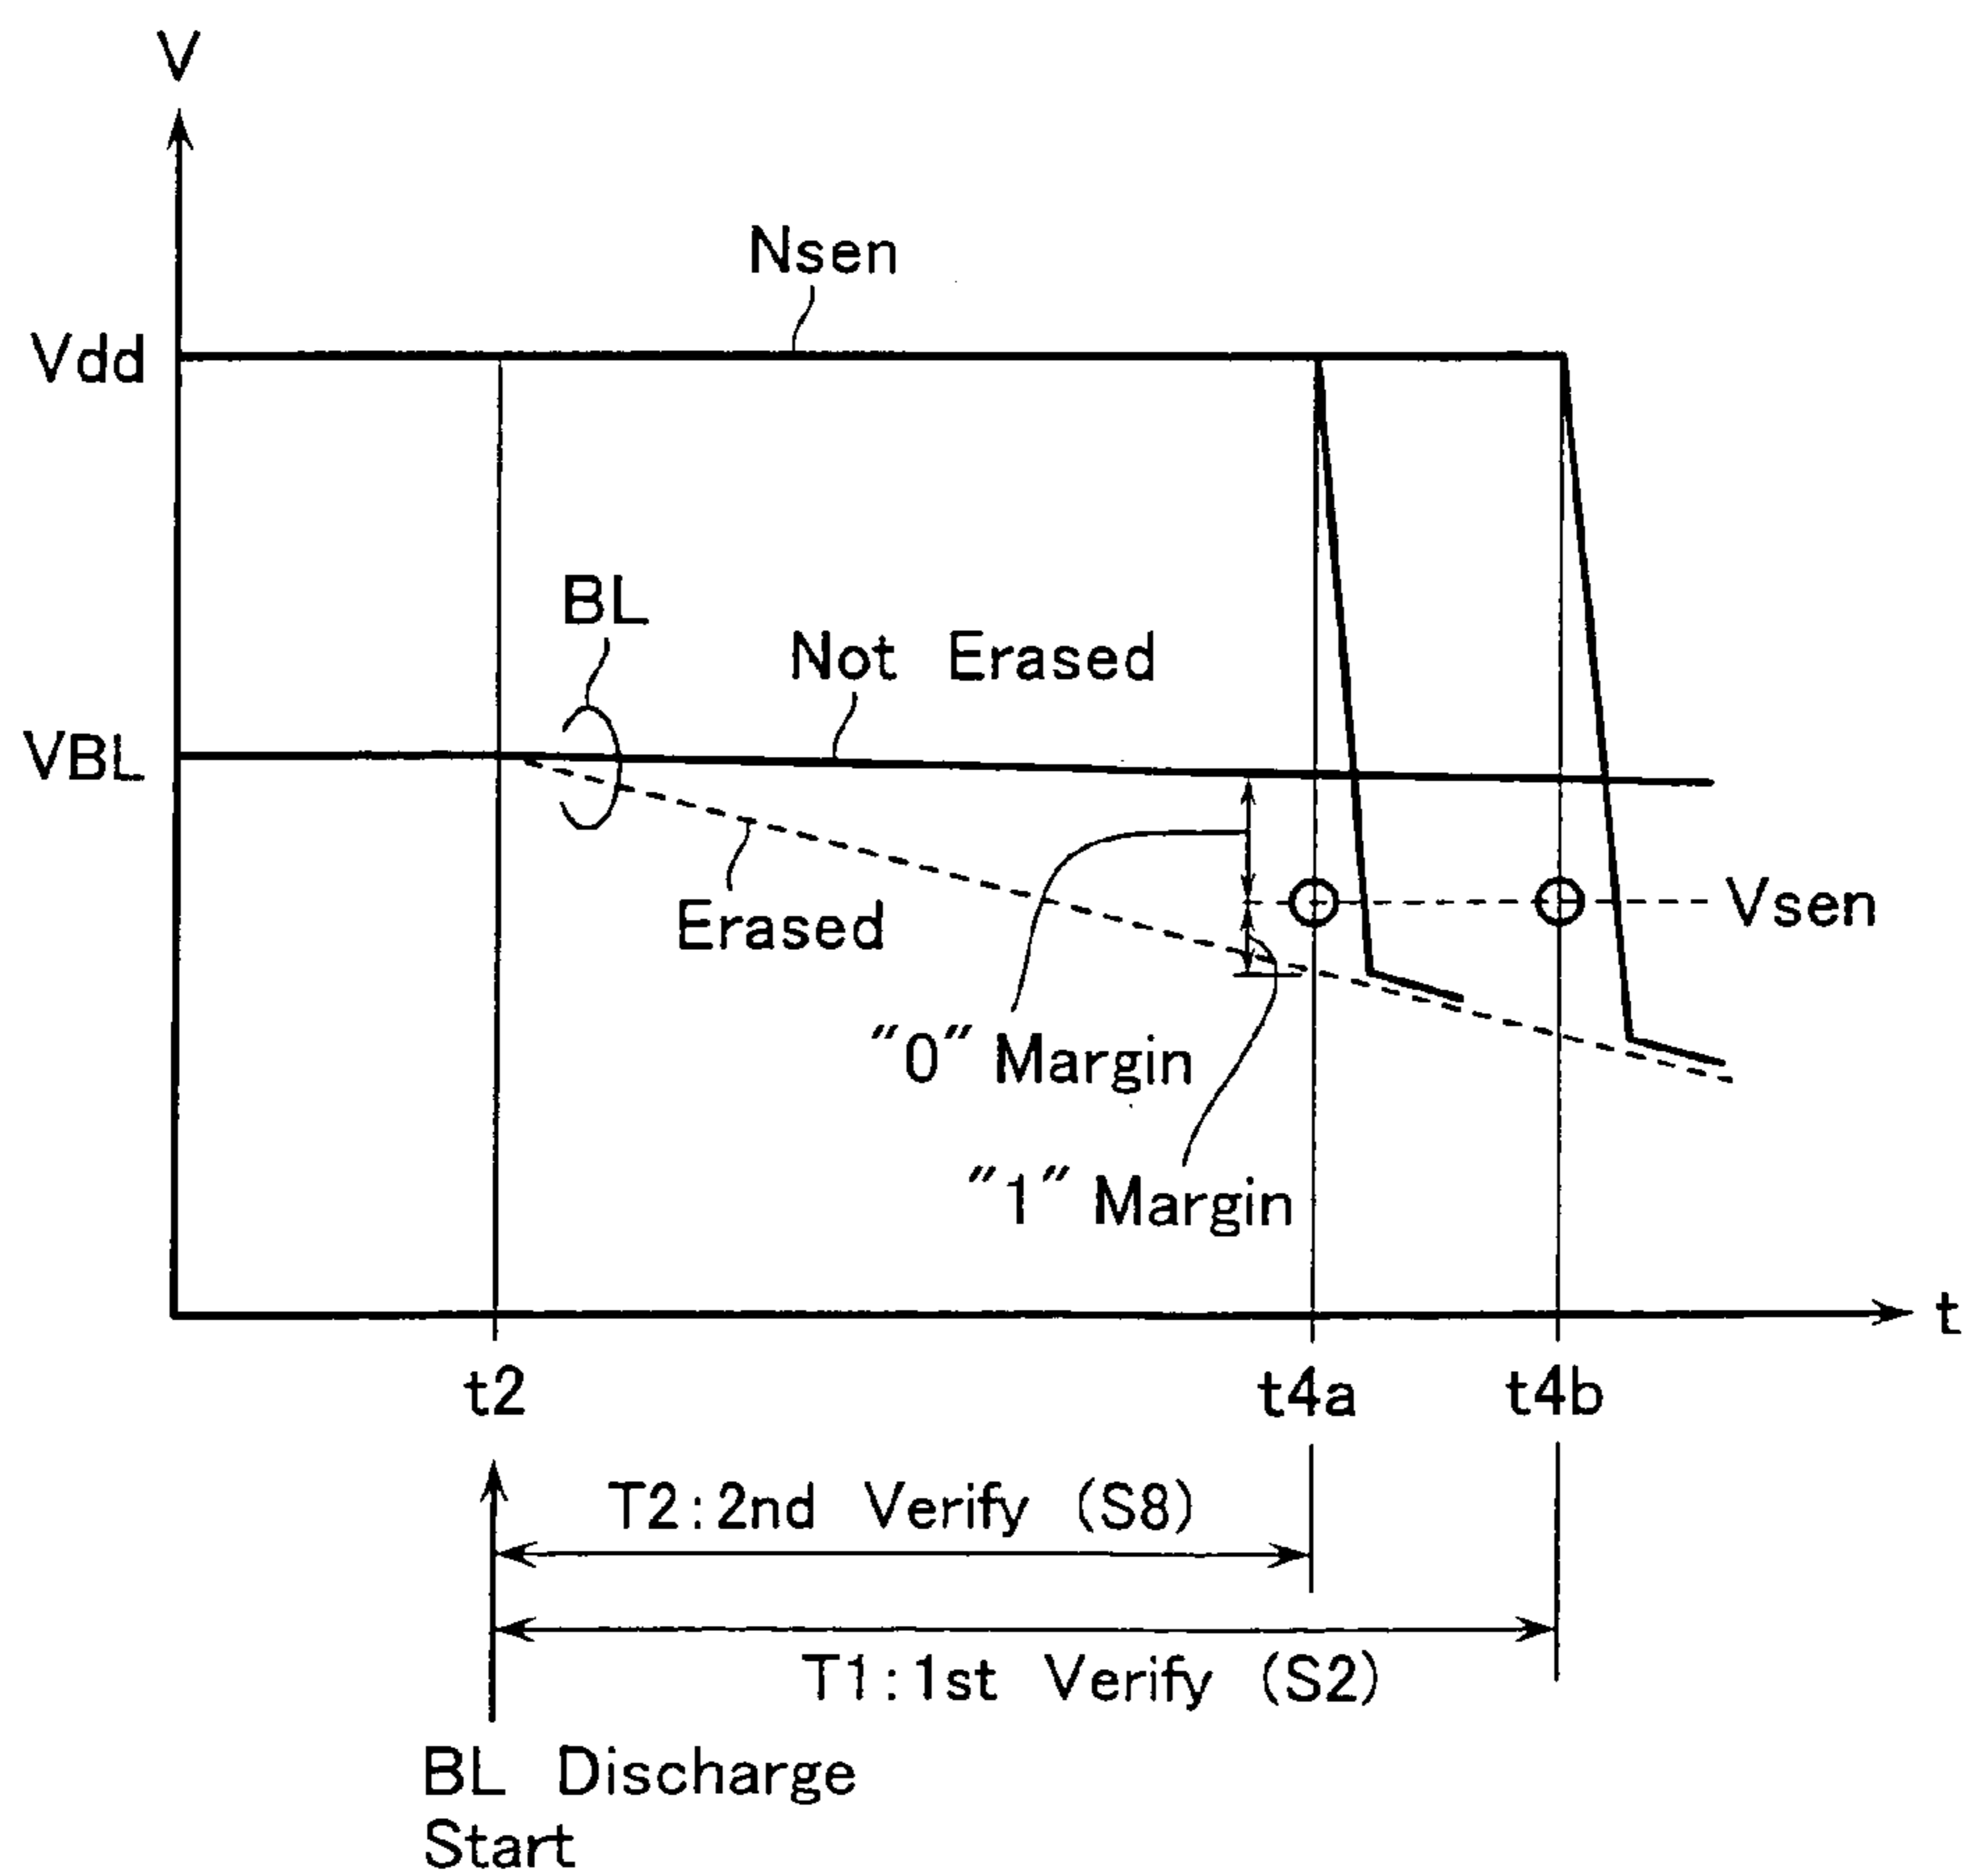 V
Nsen
Vdd
BL
Not Erased
VBL
Erased
Vsen
"0" Margin
"1" Margin
t
t2
t4a
t4b
T2:2nd Verify (S8)
T1:1st Verify (S2)
BL Discharge
Start